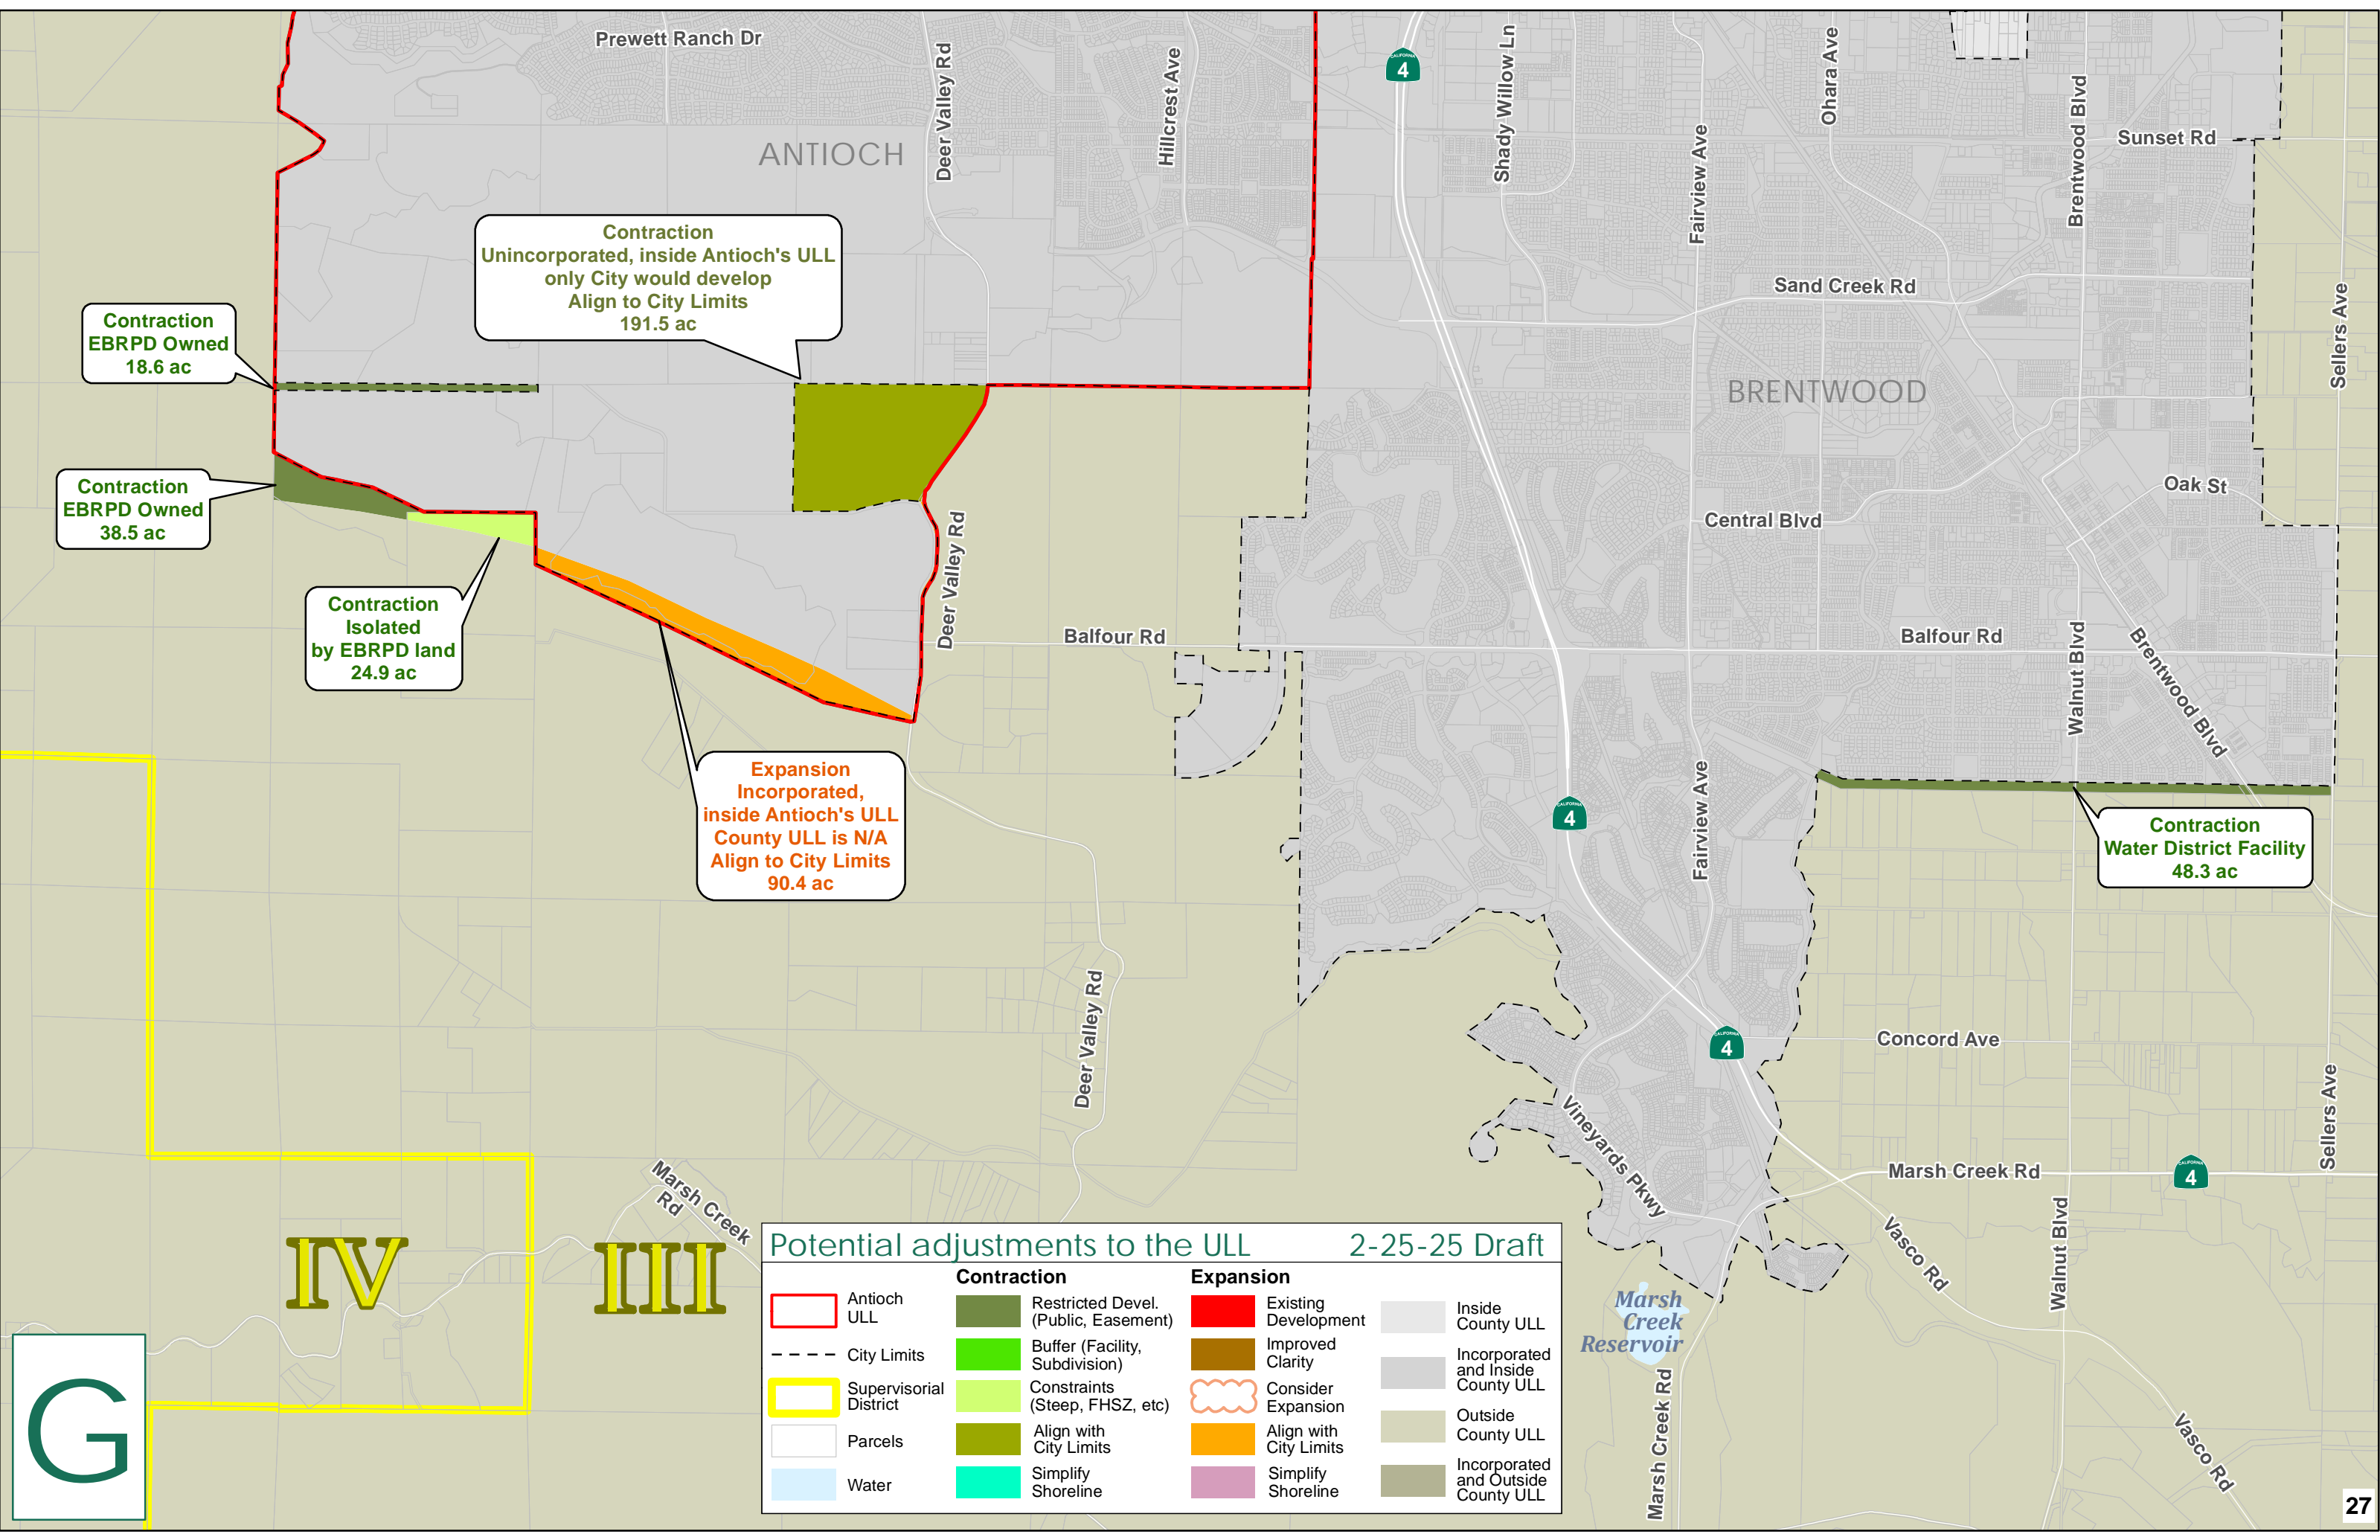 Prewett Ranch Dr
Deer Valley Rd
Hillcrest Ave
CALIFORNIA
4
Shady Willow Ln
Fairview Ave
Ohara Ave
Brentwood Blvd
Sunset Rd
ANTIOCH
Contraction
Unincorporated, inside Antioch's ULL
only City would develop
Align to City Limits
191.5 ac
Sand Creek Rd
Sellers Ave
Contraction
EBRPD Owned
18.6 ac
BRENTWOOD
Contraction
EBRPD Owned
38.5 ac
Oak St
Central Blvd
Deer Valley Rd
Contraction
Isolated
by EBRPD land
24.9 ac
Balfour Rd
Balfour Rd
Walnut Blvd
Brentwood Blvd
Expansion
Incorporated,
inside Antioch's ULL
County ULL is N/A
Align to City Limits
90.4 ac
CALIFORNIA
4
Fairview Ave
Contraction
Water District Facility
48.3 ac
Deer Valley Rd
CALIFORNIA
4
Concord Ave
Sellers Ave
Vineyards Pkwy
Marsh Creek Rd
CALIFORNIA
4
Marsh Creek
Rd
IV
III
Vasco Rd
Walnut Blvd
Marsh
Creek
Reservoir
Marsh Creek Rd
Vasco Rd
Potential adjustments to the ULL 2-25-25 Draft
Antioch
ULL
City Limits
Supervisorial
District
Parcels
Water
Contraction
Restricted Devel.
(Public, Easement)
Buffer (Facility,
Subdivision)
Constraints
(Steep, FHSZ, etc)
Align with
City Limits
Simplify
Shoreline
Expansion
Existing
Development
Improved
Clarity
Consider
Expansion
Align with
City Limits
Simplify
Shoreline
Inside
County ULL
Incorporated
and Inside
County ULL
Outside
County ULL
Incorporated
and Outside
County ULL
G
27